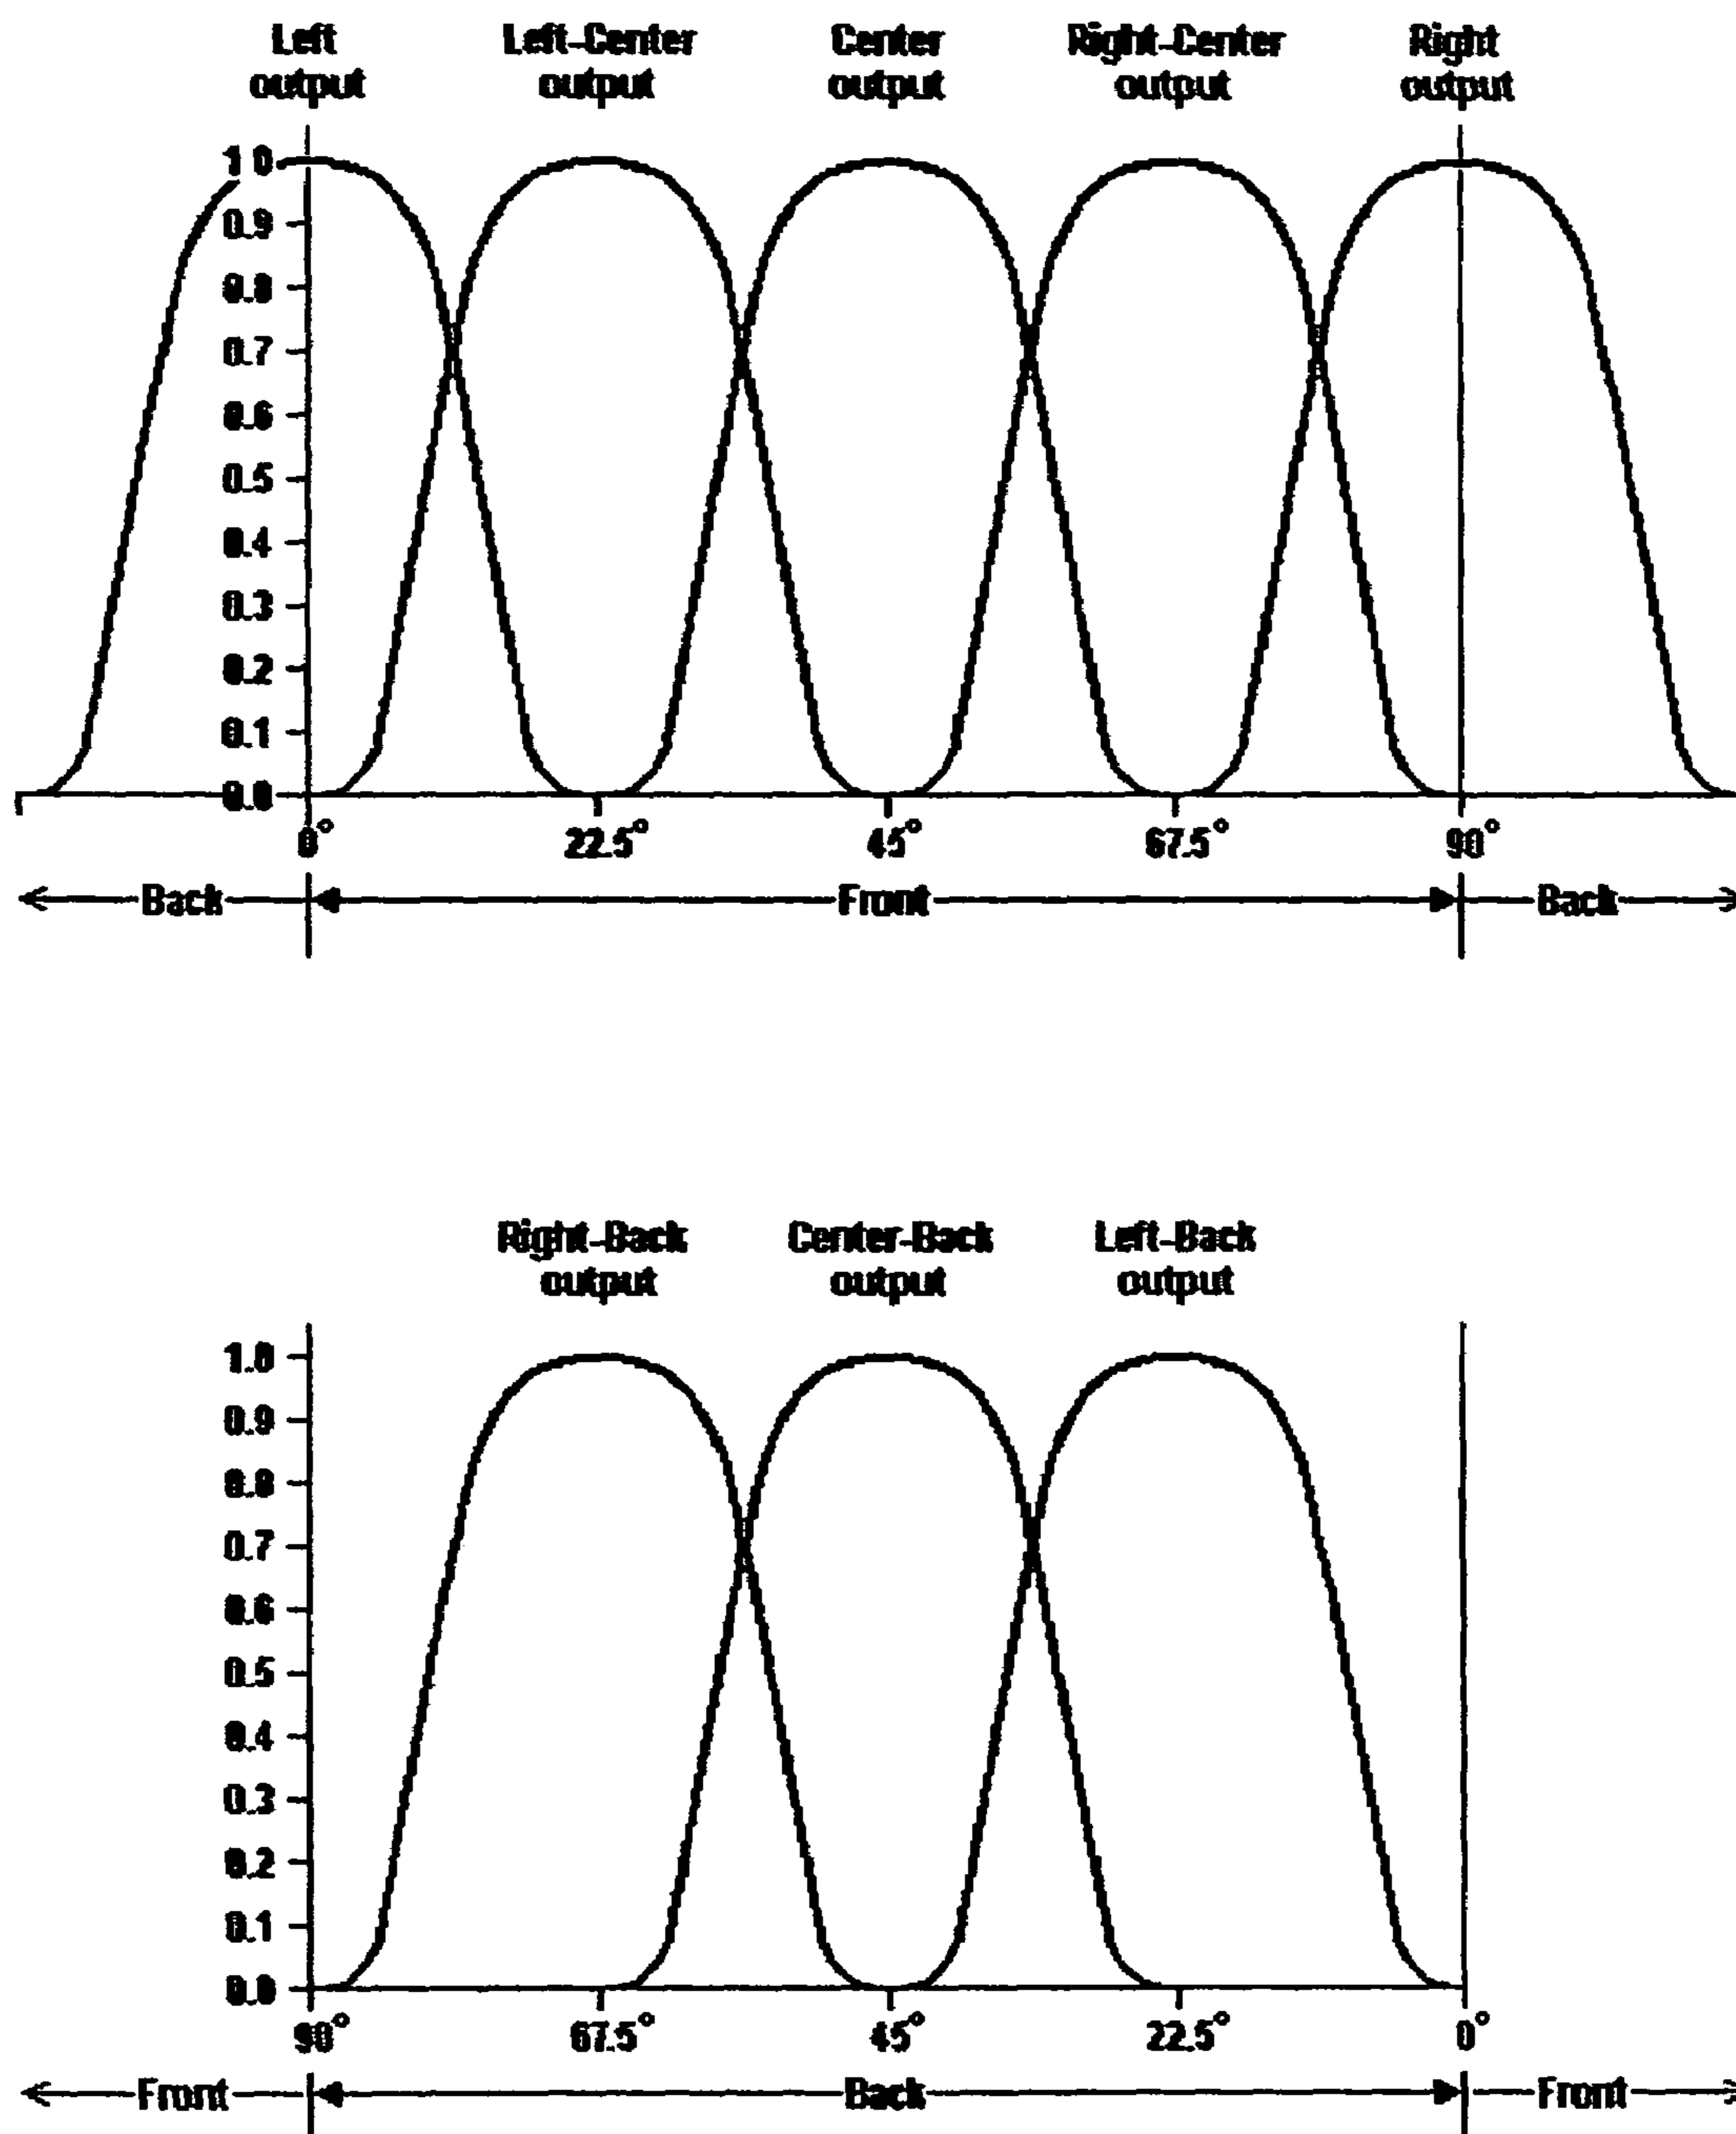 Left Left-Center Center Right-Center Right
output output output output output
1.0
0.9
0.8
0.7
0.6
0.5
0.4
0.3
0.2
0.1
0.0
0° 22.5° 45° 67.5° 90°
Back Front Back
Right-Back Center-Back Left-Back
output output output
1.0
0.9
0.8
0.7
0.6
0.5
0.4
0.3
0.2
0.1
0.0
90° 67.5° 45° 22.5° 0°
Front Back Front